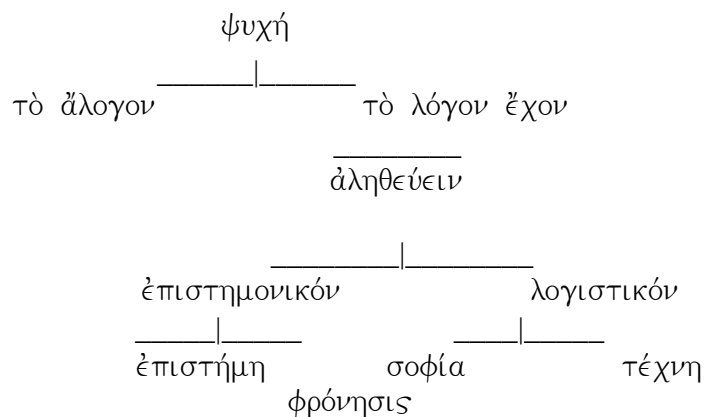 ψυχή
τὸ ἄλογον τὸ λόγον ἔχον
ἀληθεύειν
ἐπιστημονικόν λογιστικόν
ἐπιστήμη σοφία τέχνη
φρόνησις